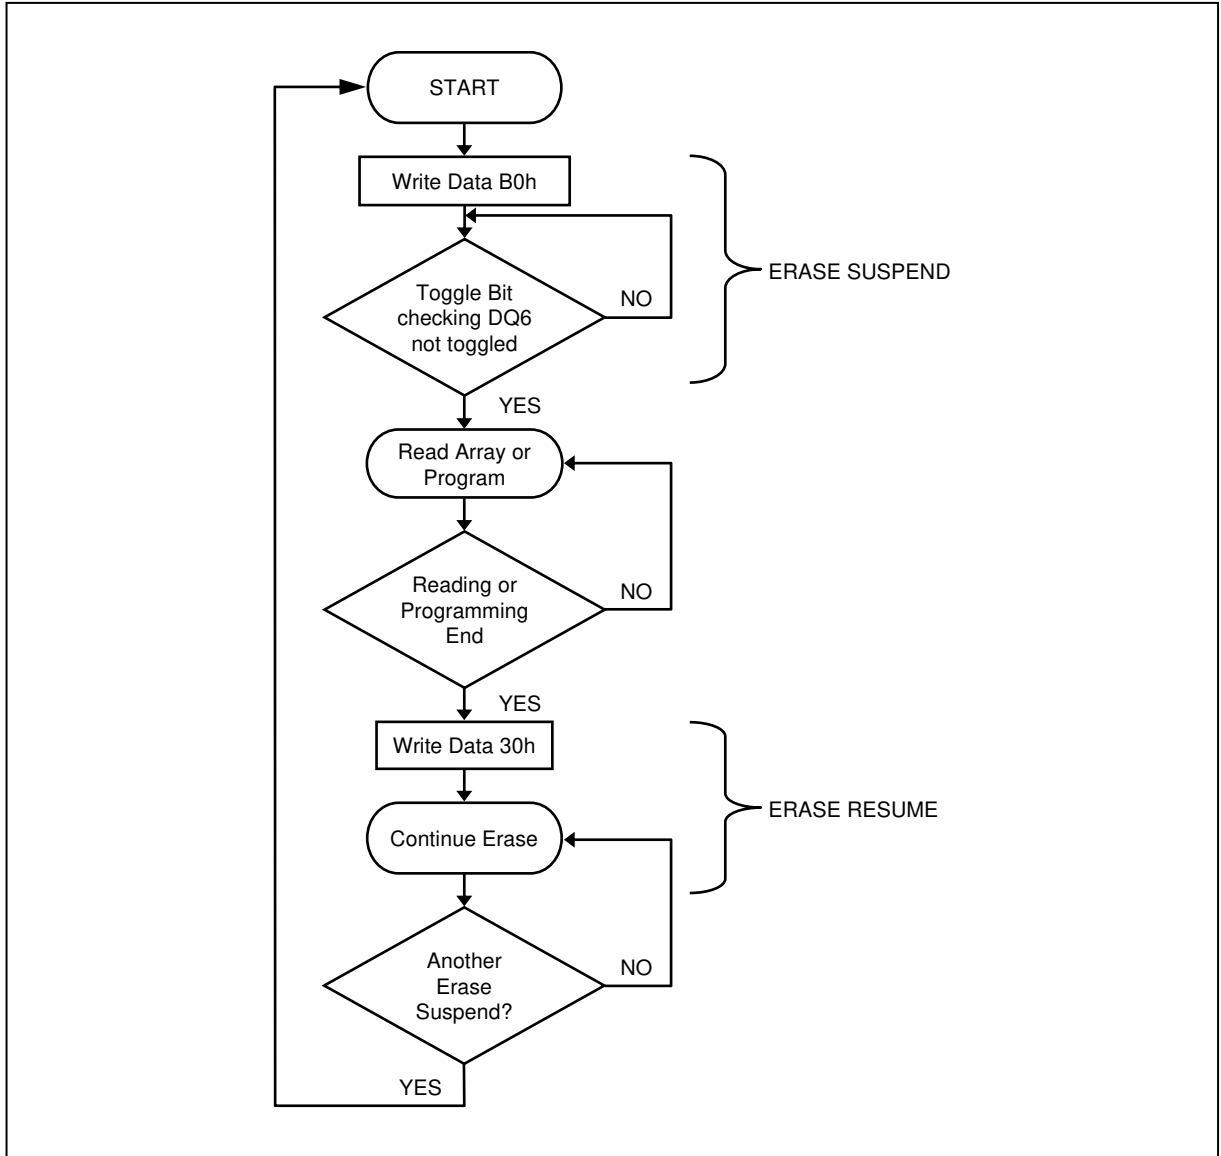 START
Write Data B0h
ERASE SUSPEND
Toggle Bit
checking DQ6
not toggled
NO
YES
Read Array or
Program
Reading or
Programming
End
NO
YES
Write Data 30h
ERASE RESUME
Continue Erase
Another
Erase
Suspend?
NO
YES